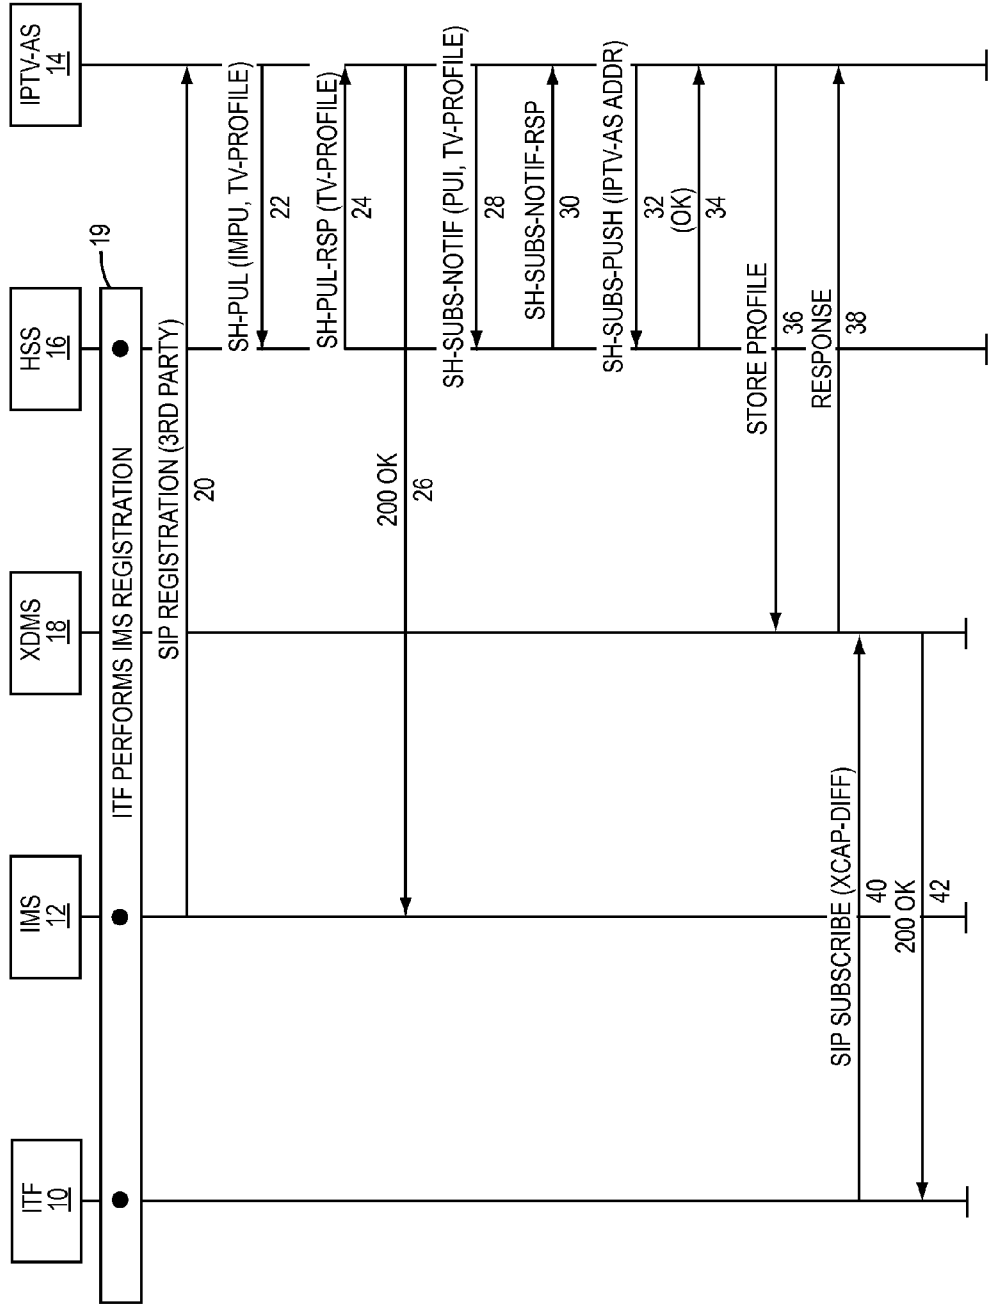 ITF
10
IMS
12
XDMS
18
HSS
16
IPTV-AS
14
19
ITF PERFORMS IMS REGISTRATION
SIP REGISTRATION (3RD PARTY)
20
SH-PUL (IMPU, TV-PROFILE)
22
SH-PUL-RSP (TV-PROFILE)
24
200 OK
26
SH-SUBS-NOTIF (PUI, TV-PROFILE)
28
SH-SUBS-NOTIF-RSP
30
SH-SUBS-PUSH (IPTV-AS ADDR)
32
(OK)
34
STORE PROFILE
36
RESPONSE
38
SIP SUBSCRIBE (XCAP-DIFF)
40
200 OK
42